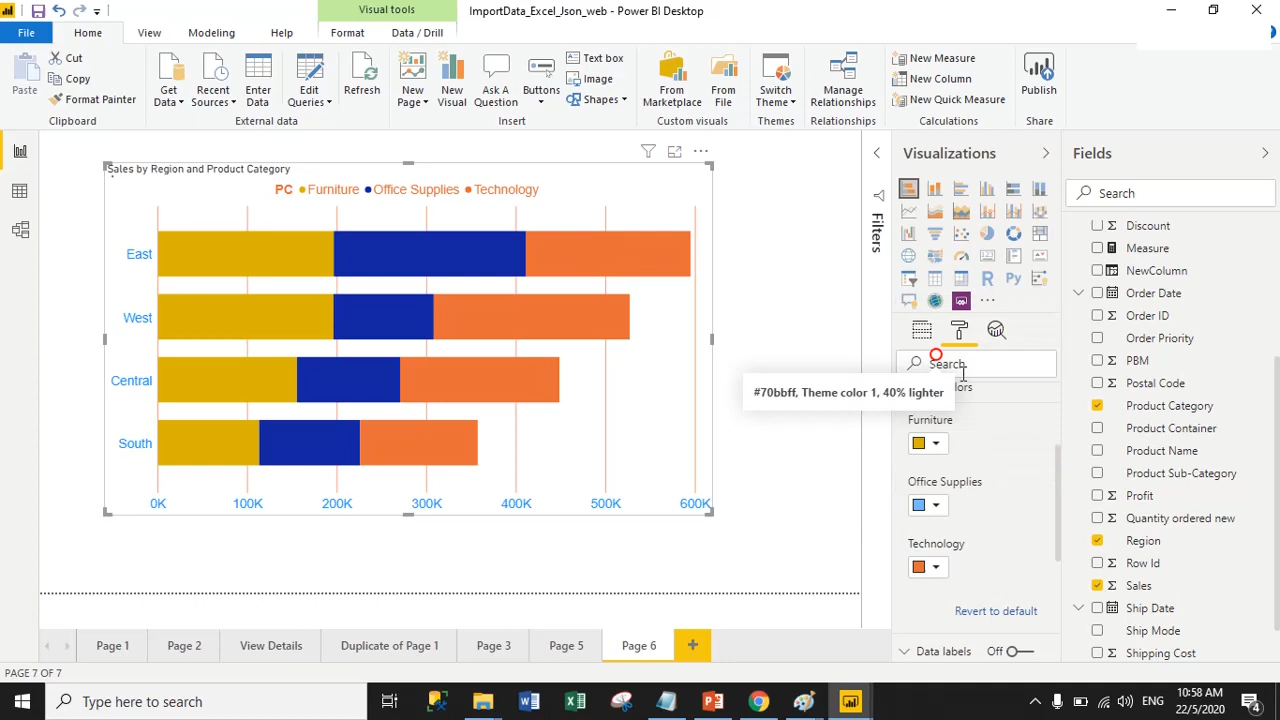 Visual tools
ImportData_Excel_Json_web - Power BI Desktop
File
Home
View
Modeling
Help
Format
Data / Drill
Paste
Cut
Copy
Format Painter
Clipboard
Get Data
Recent Sources
Enter Data
Edit Queries
External data
Refresh
New Page
New Visual
Ask A Question
Buttons
Text box
Image
Shapes
Insert
From Marketplace
From File
Custom visuals
Switch Theme
Themes
Manage Relationships
Relationships
New Measure
New Column
New Quick Measure
Calculations
Publish
Share
Sales by Region and Product Category
PC Furniture Office Supplies Technology
East
West
Central
South
0K 100K 200K 300K 400K 500K 600K
Filters
Visualizations
R
Py
Search
#70bbff, Theme color 1, 40% lighter
Furniture
Office Supplies
Technology
Revert to default
Data labels Off
Fields
Search
Discount
Measure
NewColumn
Order Date
Order ID
Order Priority
PBM
Postal Code
Product Category
Product Container
Product Name
Product Sub-Category
Profit
Quantity ordered new
Region
Row Id
Sales
Ship Date
Ship Mode
Shipping Cost
Page 1
Page 2
View Details
Duplicate of Page 1
Page 3
Page 5
Page 6
PAGE 7 OF 7
Type here to search
ENG
10:58 AM
22/5/2020
4